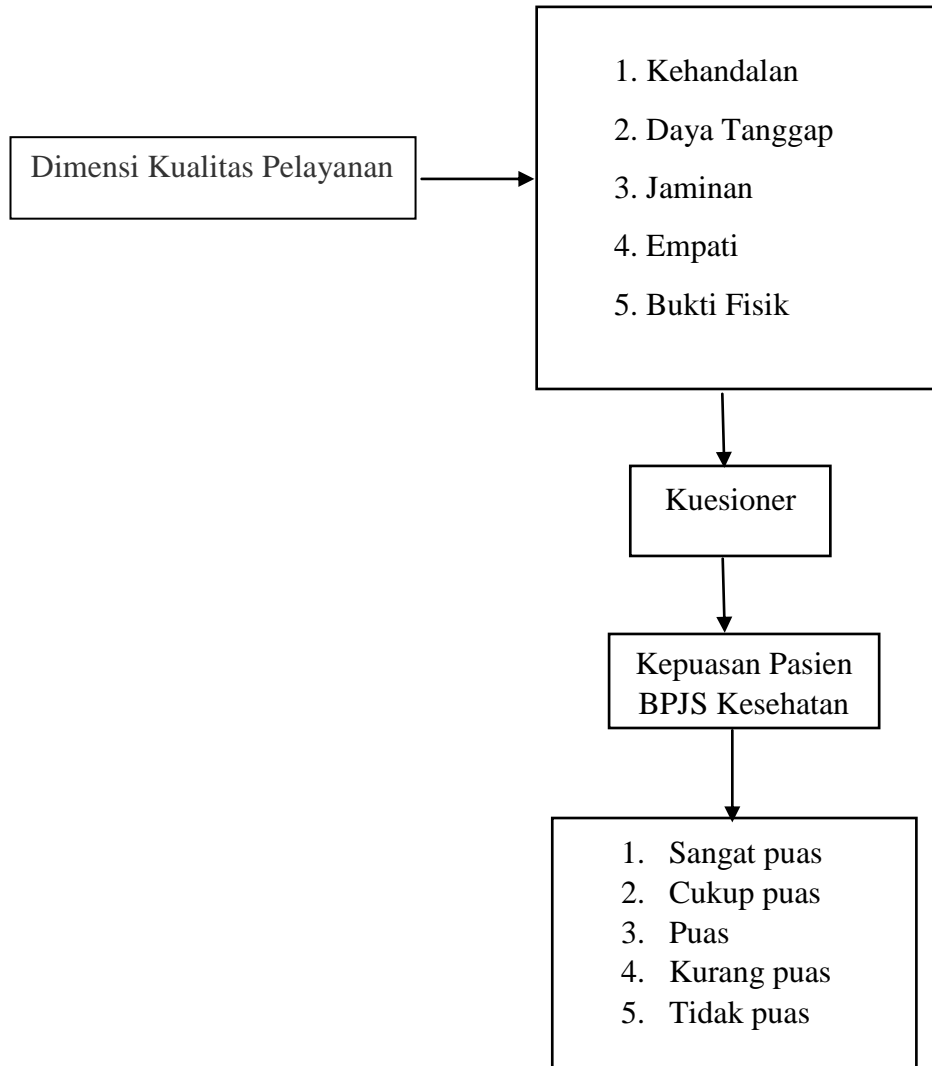 Dimensi Kualitas Pelayanan
1. Kehandalan
2. Daya Tanggap
3. Jaminan
4. Empati
5. Bukti Fisik
Kuesioner
Kepuasan Pasien
BPJS Kesehatan
1. Sangat puas
2. Cukup puas
3. Puas
4. Kurang puas
5. Tidak puas